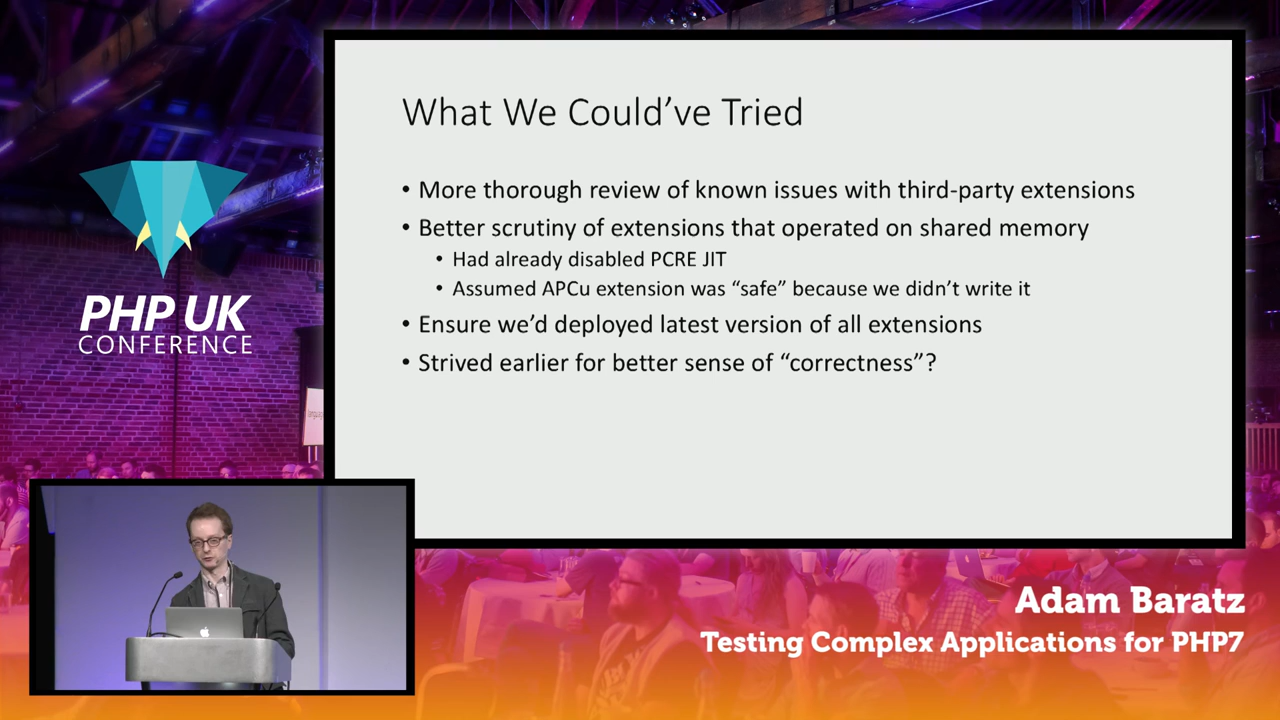 What We Could’ve Tried
• More thorough review of known issues with third-party extensions
• Better scrutiny of extensions that operated on shared memory
• Had already disabled PCRE JIT
• Assumed APCu extension was “safe” because we didn’t write it
• Ensure we’d deployed latest version of all extensions
• Strived earlier for better sense of “correctness”?
PHP UK
CONFERENCE
Adam Baratz
Testing Complex Applications for PHP7